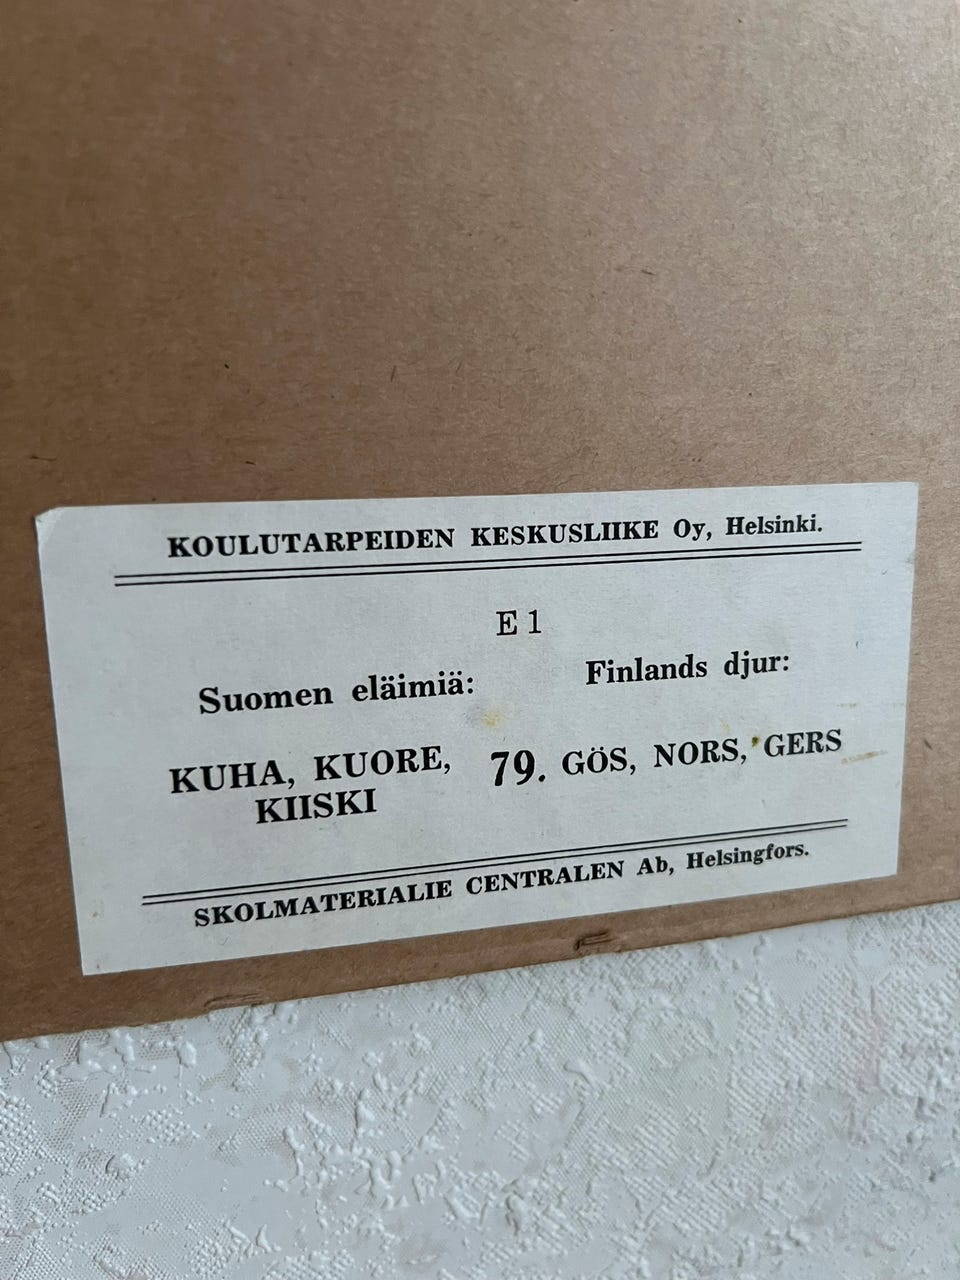 KOULUTARPEIDEN KESKUSLIIKE Oy, Helsinki.
E 1
Suomen eläimiä: Finlands djur:
KUHA, KUORE, 79. GÖS, NORS, GERS
KIISKI
SKOLMATERIALIE CENTRALEN Ab, Helsingfors.